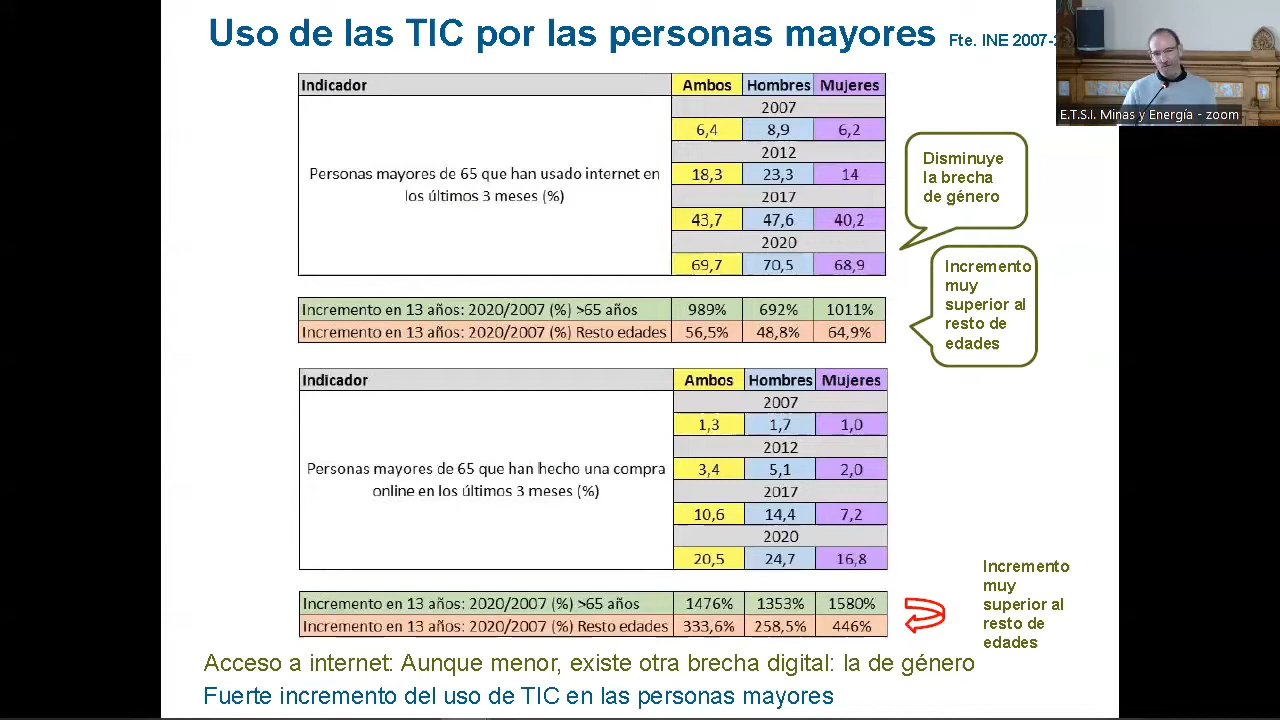 Uso de las TIC por las personas mayores Fte. INE 2007-
E.T.S.I. Minas y Energía - zoom
Indicador Ambos Hombres Mujeres
2007
6,4 8,9 6,2
2012
Personas mayores de 65 que han usado internet en
los últimos 3 meses (%)
18,3 23,3 14
2017
43,7 47,6 40,2
2020
69,7 70,5 68,9
Disminuye
la brecha
de género
Incremento en 13 años: 2020/2007 (%) >65 años 989% 692% 1011%
Incremento en 13 años: 2020/2007 (%) Resto edades 56,5% 48,8% 64,9%
Incremento
muy
superior al
resto de
edades
Indicador Ambos Hombres Mujeres
2007
1,3 1,7 1,0
2012
Personas mayores de 65 que han hecho una compra
online en los últimos 3 meses (%)
3,4 5,1 2,0
2017
10,6 14,4 7,2
2020
20,5 24,7 16,8
Incremento en 13 años: 2020/2007 (%) >65 años 1476% 1353% 1580%
Incremento en 13 años: 2020/2007 (%) Resto edades 333,6% 258,5% 446%
Incremento
muy
superior al
resto de
edades
Acceso a internet: Aunque menor, existe otra brecha digital: la de género
Fuerte incremento del uso de TIC en las personas mayores